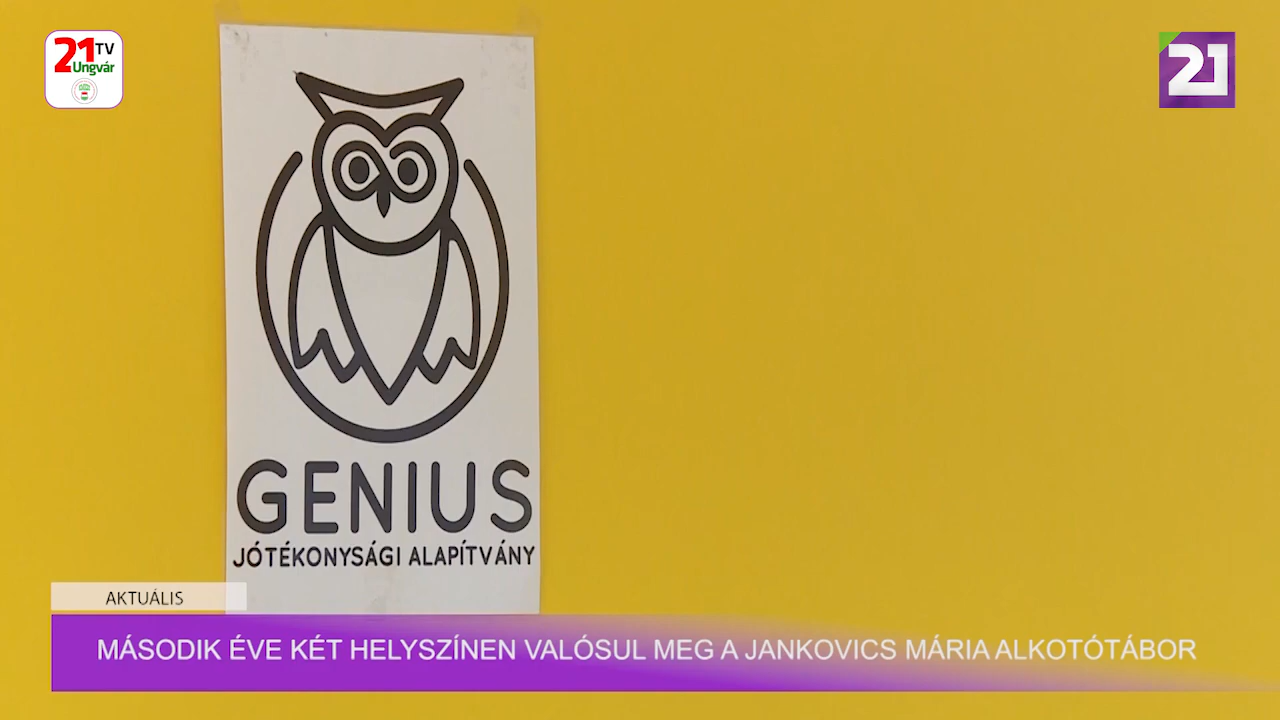 21 TV
Ungvár
21
GENIUS
JÓTÉKONYSÁGI ALAPÍTVÁNY
AKTUÁLIS
MÁSODIK ÉVE KÉT HELYSZÍNEN VALÓSUL MEG A JANKOVICS MÁRIA ALKOTÓTÁBOR